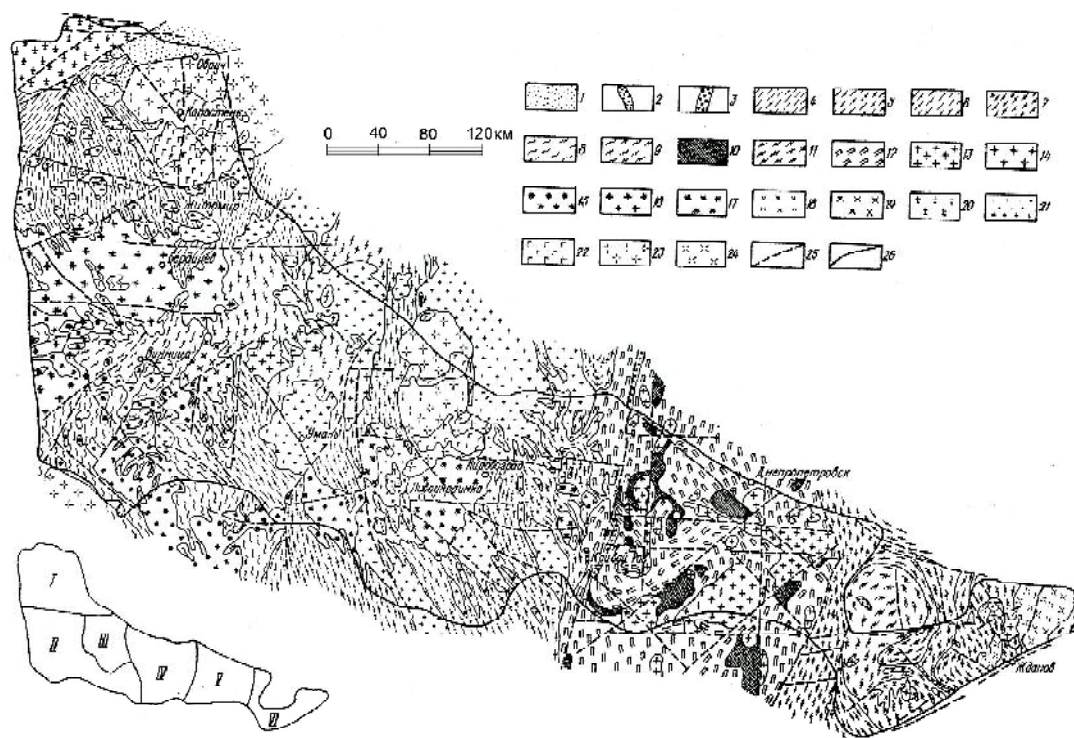 Овруч
Коростень
1 2 3 4 5 6 7
0 40 80 120 км
8 9 10 11 12 13 14
Житомир
15 16 17 18 19 20 21
Бердичев
22 23 24 25 26
Винница
Умань
Кировоград
Днепропетровск
Кривой Рог
I
II III
IV V
VI
Жданов